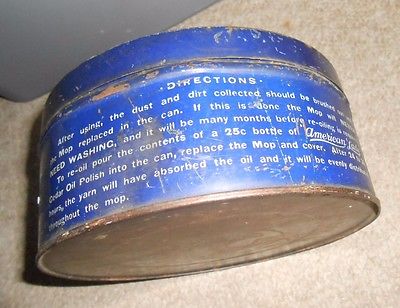 ·DIRECTIONS·
After using, the dust and dirt collected should be brushed
the Mop replaced in the can. If this is done the Mop will
NEED WASHING, and it will be many months before re-oiling is
To re-oil pour the contents of a 25c bottle of American
Cedar Oil Polish into the can, replace the Mop and cover. After 24
hours, the yarn will have absorbed the oil and it will be evenly
throughout the mop.